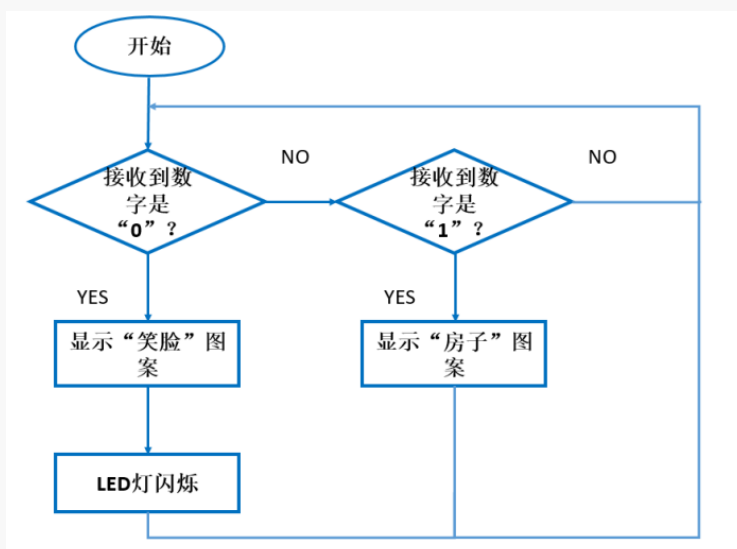 开始
NO
NO
接收到数
字是
“0”？
接收到数
字是
“1”？
YES
YES
显示“笑脸”图
案
显示“房子”图
案
LED灯闪烁